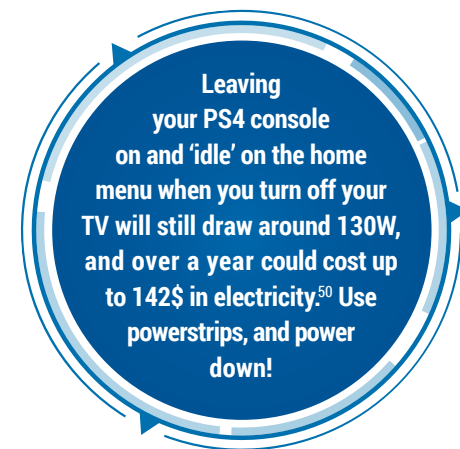 Leaving
your PS4 console
on and ‘idle’ on the home
menu when you turn off your
TV will still draw around 130W,
and over a year could cost up
to 142$ in electricity.50 Use
powerstrips, and power
down!